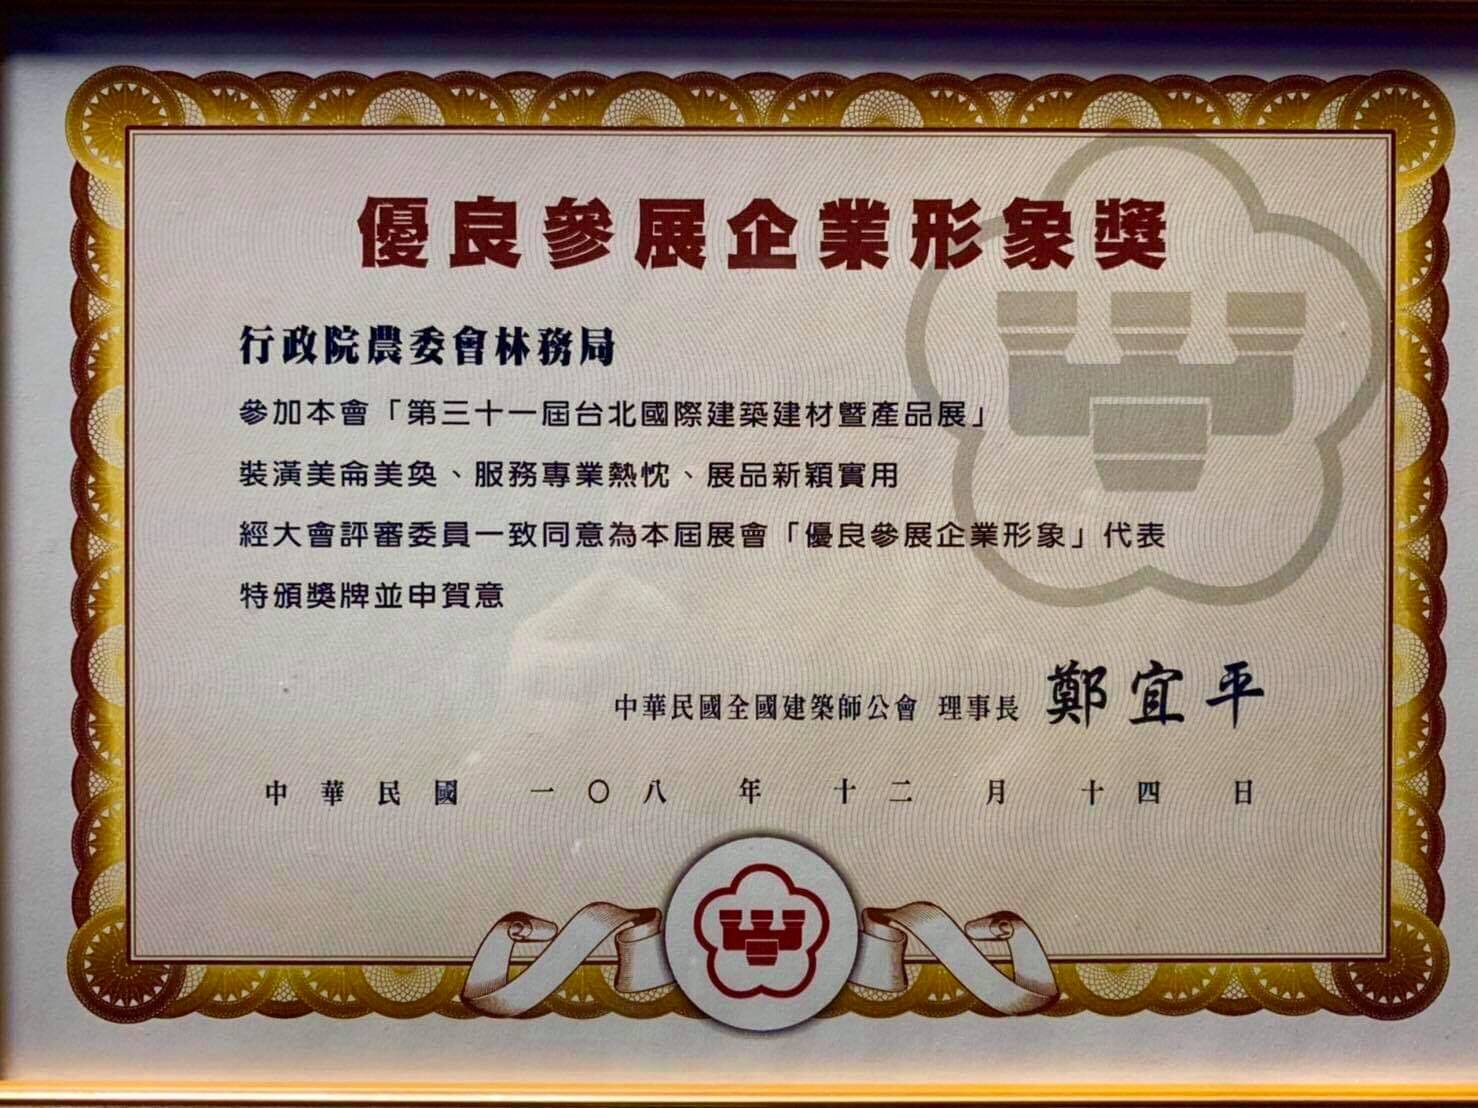 優良參展企業形象獎
行政院農委會林務局
參加本會「第三十一屆台北國際建築建材暨產品展」
裝潢美侖美奐、服務專業熱忱、展品新穎實用
經大會評審委員一致同意為本屆展會「優良參展企業形象」代表
特頒獎牌並申賀意
中華民國全國建築師公會 理事長 鄭宜平
中華民國一〇八年十二月十四日